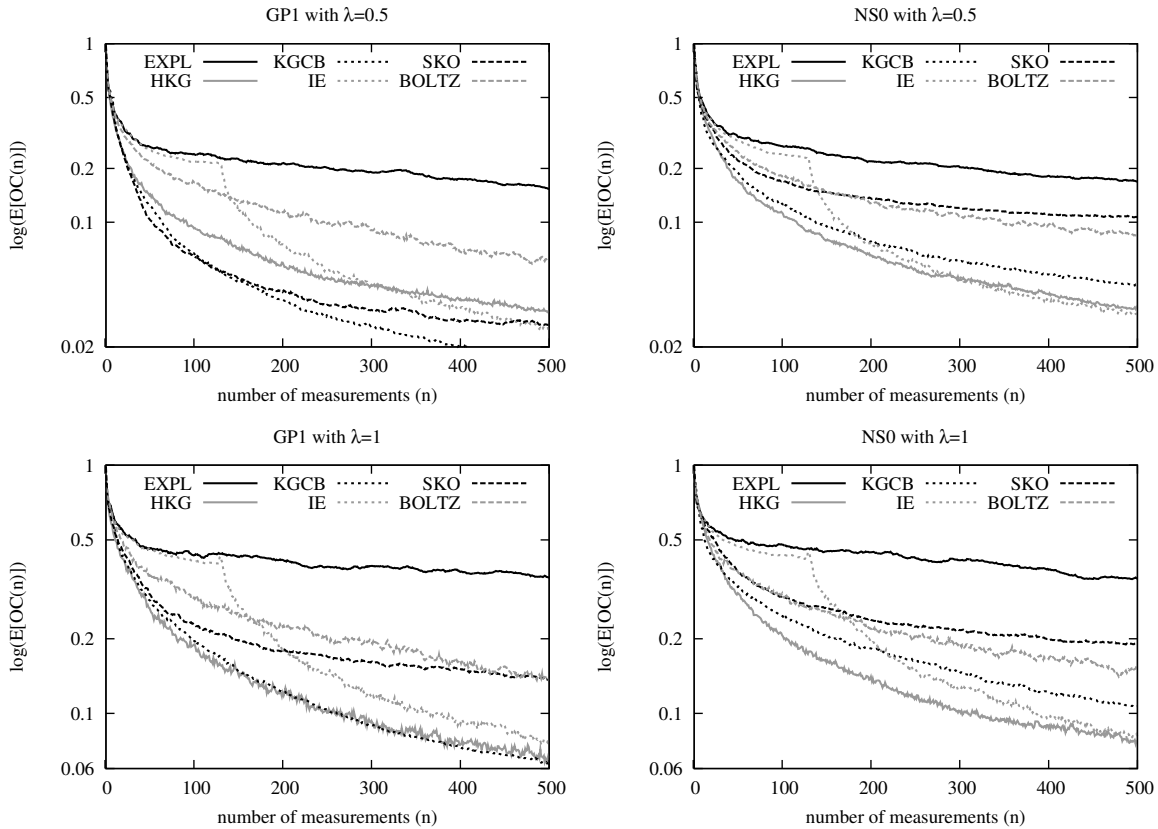 GP1 with λ=0.5
log(E[OC(n)])
1
0.5
0.2
0.1
0.02
EXPL KGCB SKO
HKG IE BOLTZ
0 100 200 300 400 500
number of measurements (n)
NS0 with λ=0.5
log(E[OC(n)])
1
0.5
0.2
0.1
0.02
EXPL KGCB SKO
HKG IE BOLTZ
0 100 200 300 400 500
number of measurements (n)
GP1 with λ=1
log(E[OC(n)])
1
0.5
0.2
0.1
0.06
EXPL KGCB SKO
HKG IE BOLTZ
0 100 200 300 400 500
number of measurements (n)
NS0 with λ=1
log(E[OC(n)])
1
0.5
0.2
0.1
0.06
EXPL KGCB SKO
HKG IE BOLTZ
0 100 200 300 400 500
number of measurements (n)